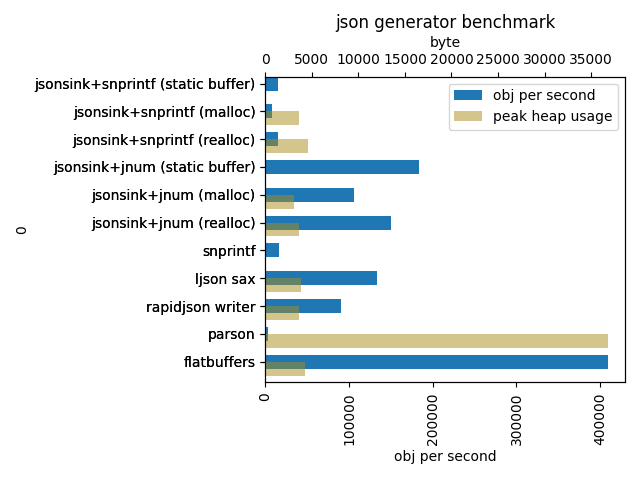 json generator benchmark
byte
0 5000 10000 15000 20000 25000 30000 35000
obj per second
peak heap usage
jsonsink+snprintf (static buffer)
jsonsink+snprintf (malloc)
jsonsink+snprintf (realloc)
jsonsink+jnum (static buffer)
jsonsink+jnum (malloc)
jsonsink+jnum (realloc)
snprintf
ljson sax
rapidjson writer
parson
flatbuffers
0
0 100000 200000 300000 400000
obj per second